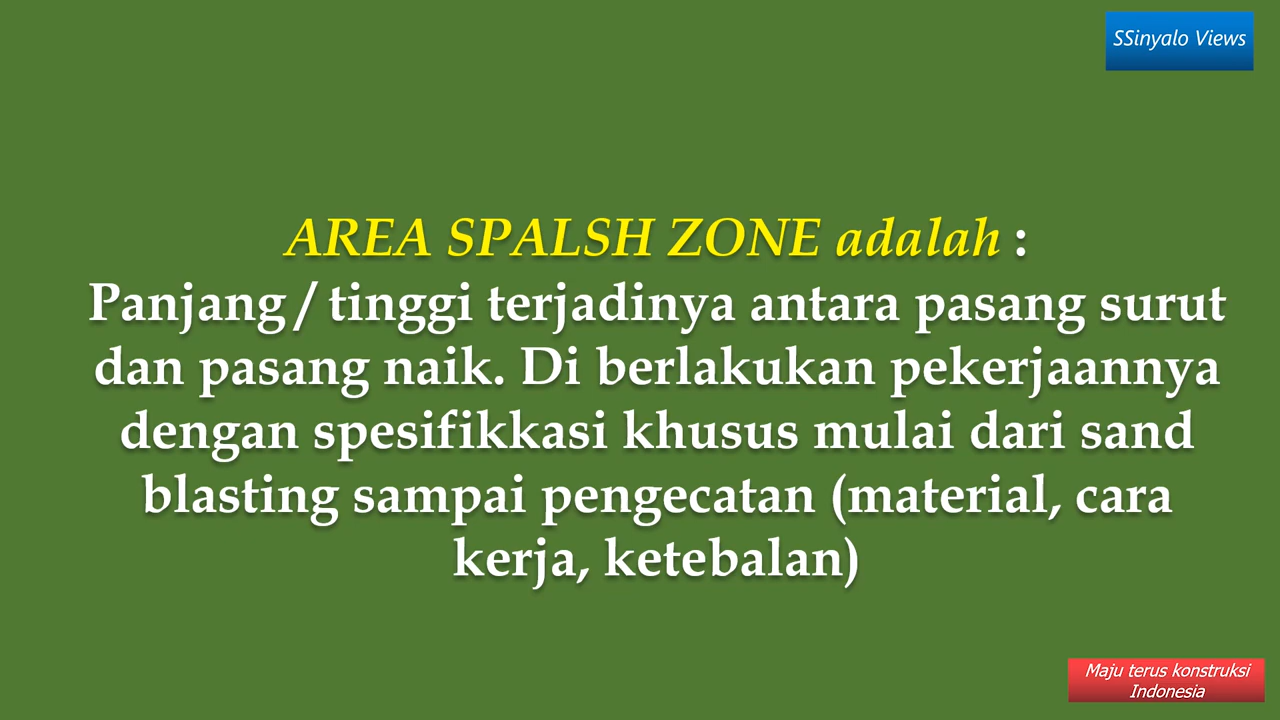 SSinyalo Views
AREA SPALSH ZONE adalah :
Panjang / tinggi terjadinya antara pasang surut
dan pasang naik. Di berlakukan pekerjaannya
dengan spesifikkasi khusus mulai dari sand
blasting sampai pengecatan (material, cara
kerja, ketebalan)
Maju terus konstruksi
Indonesia